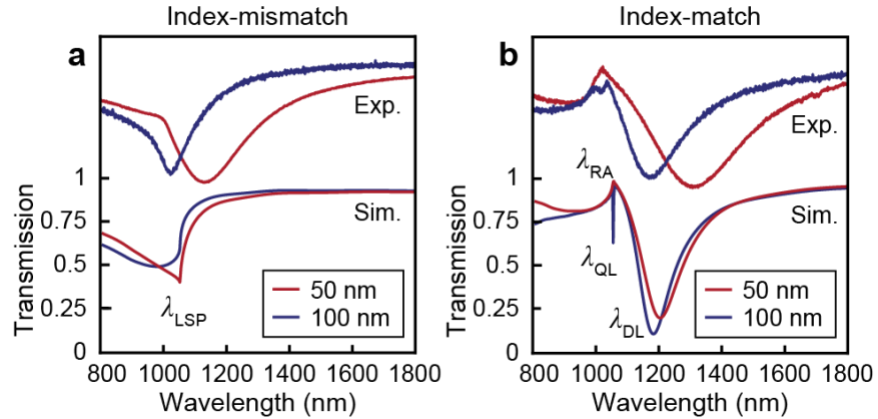 Index-mismatch
Index-match
a
Exp.
Sim.
λLSP
50 nm
100 nm
Transmission
1
0.75
0.5
0.25
0
800 1000 1200 1400 1600 1800
Wavelength (nm)
b
Exp.
λRA
Sim.
λQL
λDL
50 nm
100 nm
Transmission
1
0.75
0.5
0.25
0
800 1000 1200 1400 1600 1800
Wavelength (nm)